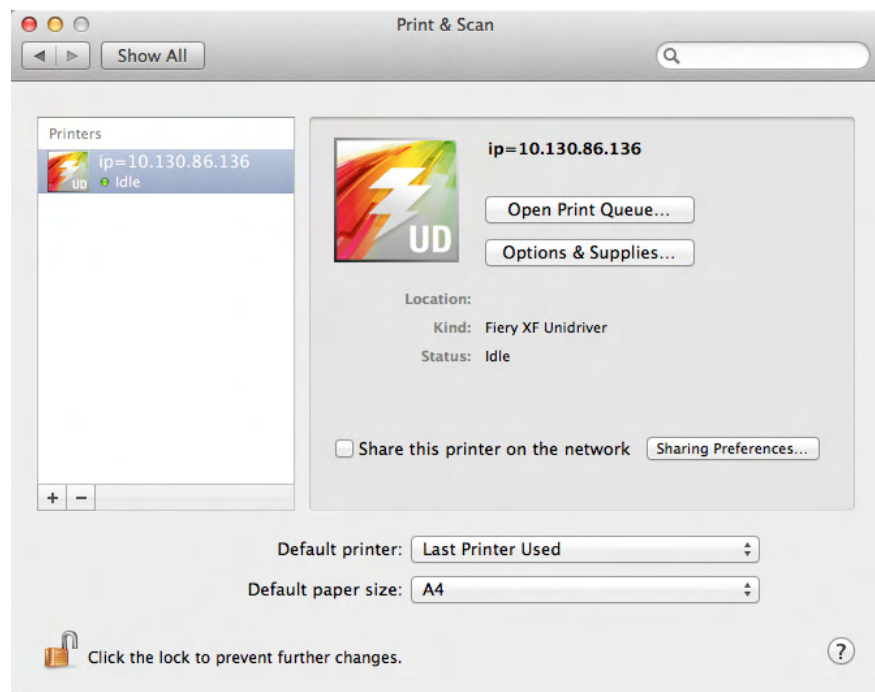 Print & Scan
Show All
Printers
ip=10.130.86.136
UD
Idle
ip=10.130.86.136
UD
Open Print Queue...
Options & Supplies...
Location:
Kind: Fiery XF Unidriver
Status: Idle
Share this printer on the network
Sharing Preferences...
+ −
Default printer: Last Printer Used
Default paper size: A4
Click the lock to prevent further changes.
?